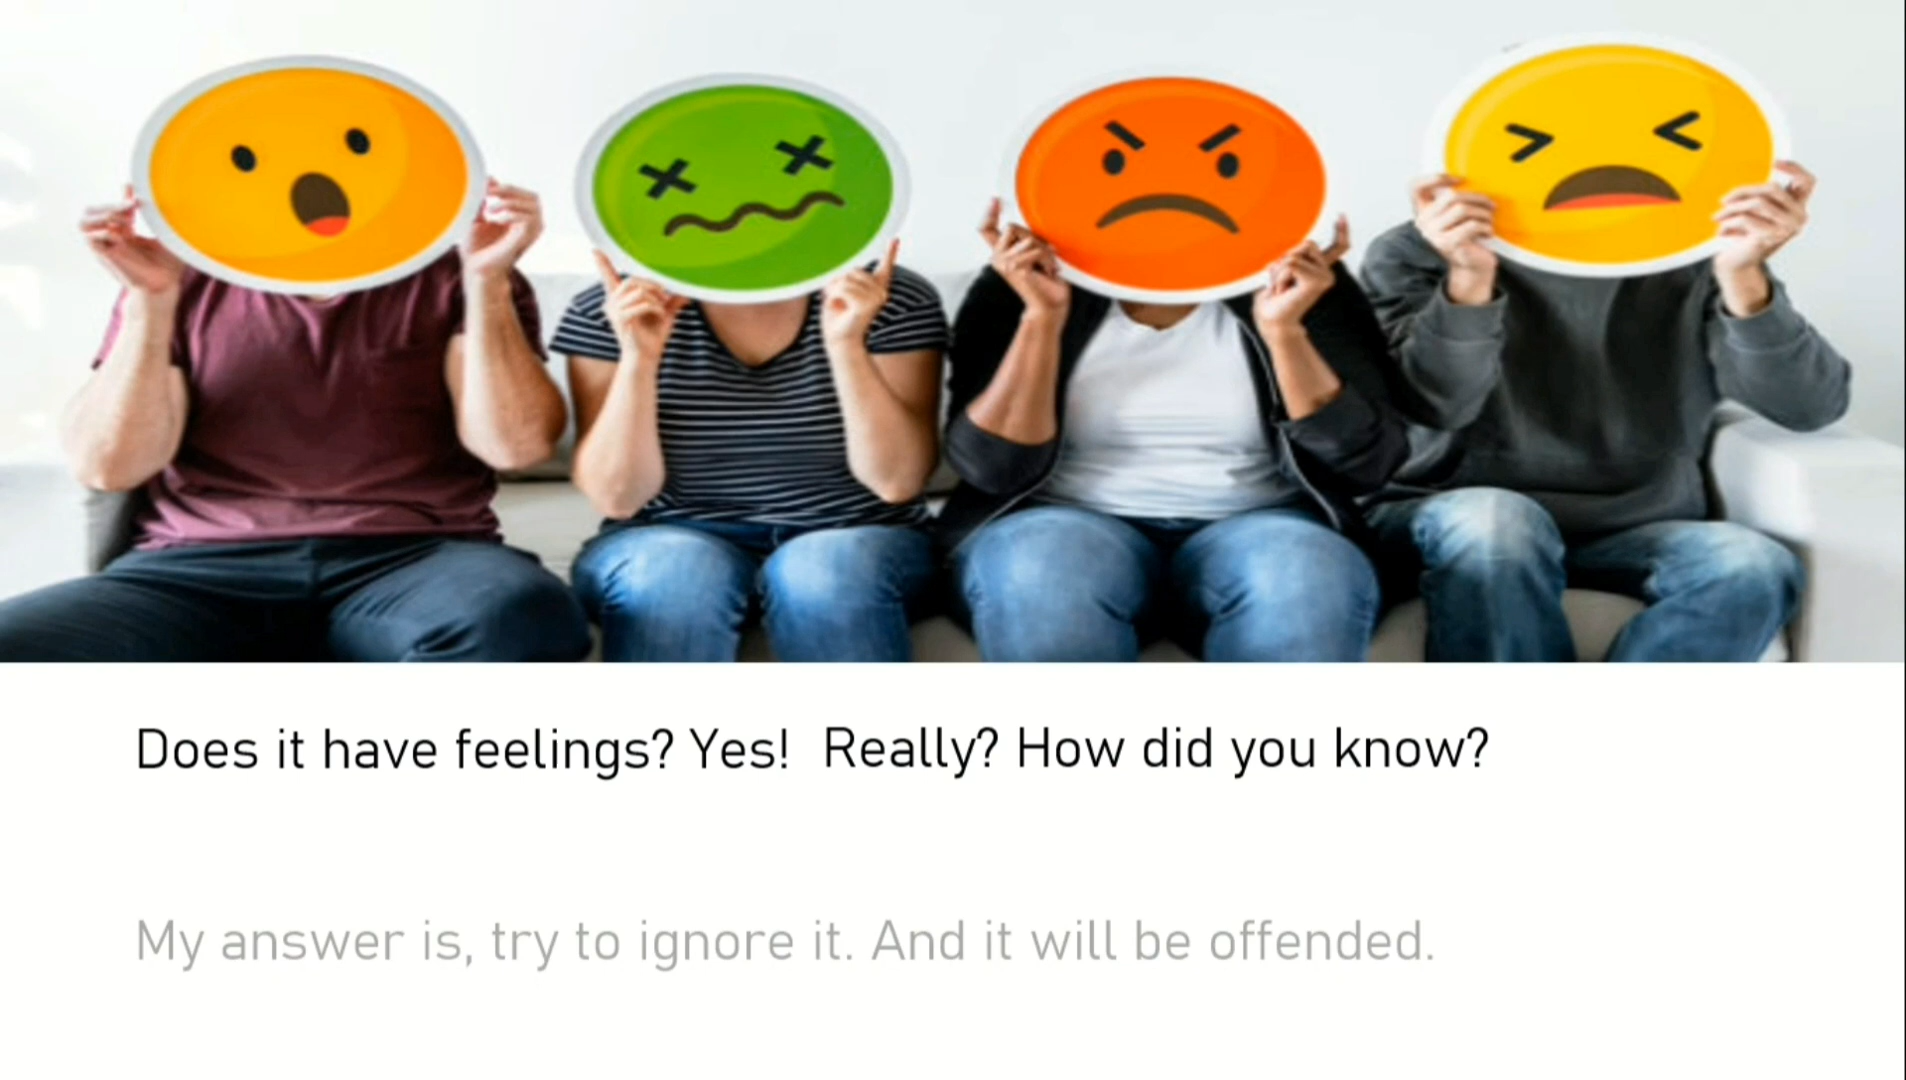 Does it have feelings? Yes!  Really? How did you know?
My answer is, try to ignore it. And it will be offended.